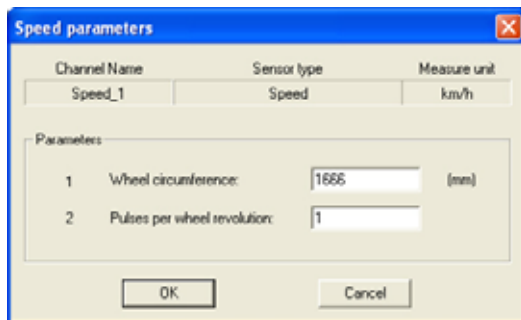 Speed parameters
Channel Name Sensor type Measure unit
Speed_1 Speed km/h
Parameters
1 Wheel circumference: 1666 (mm)
2 Pulses per wheel revolution: 1
OK Cancel